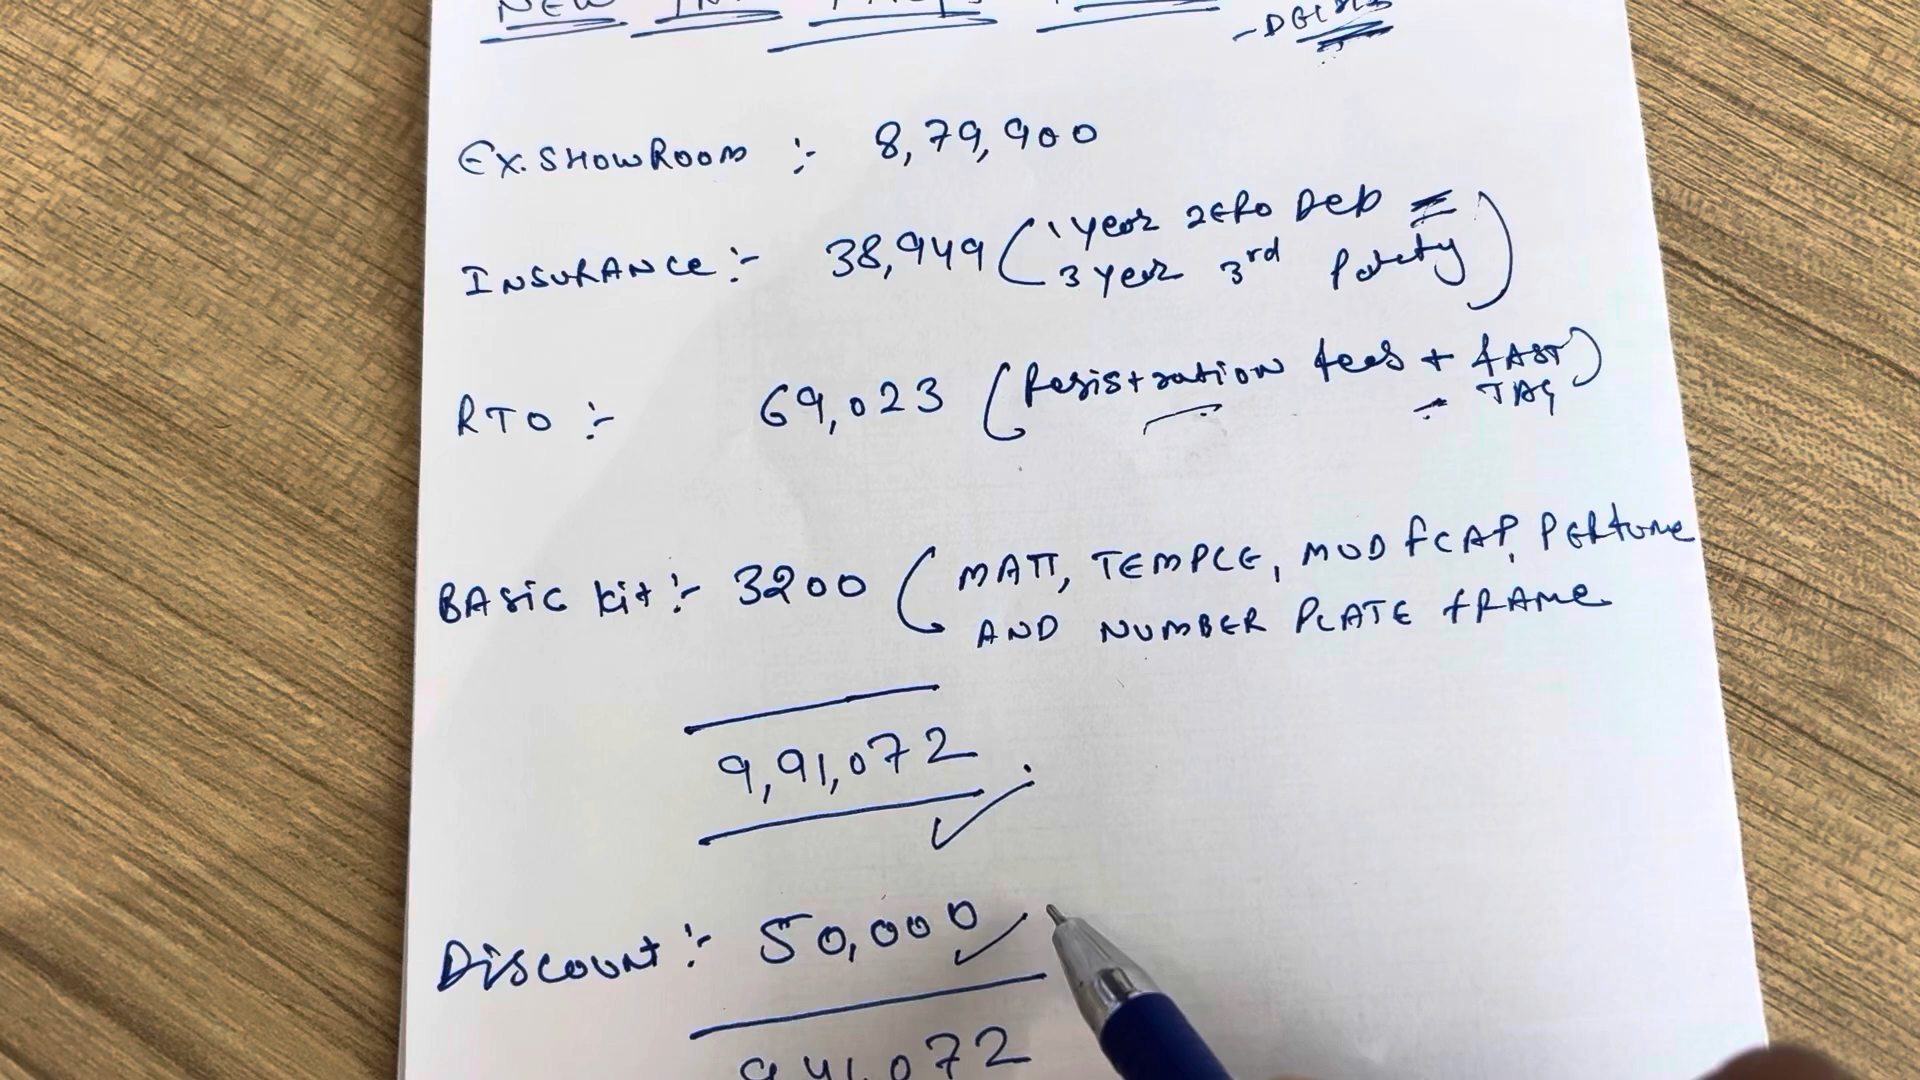 NEW
EX. SHOWROOM :- 8,79,900
INSURANCE :- 38,949 (1 year zero Dep
3 year 3rd Party)
RTO :- 69,023 (Registration fees + fAST
TAG)
BASIC kit :- 3200 (MATT, TEMPLE, MUD fLAP, PERfume
AND NUMBER PLATE fRAMe
9,91,072
Discount :- 50,000
9,41,072